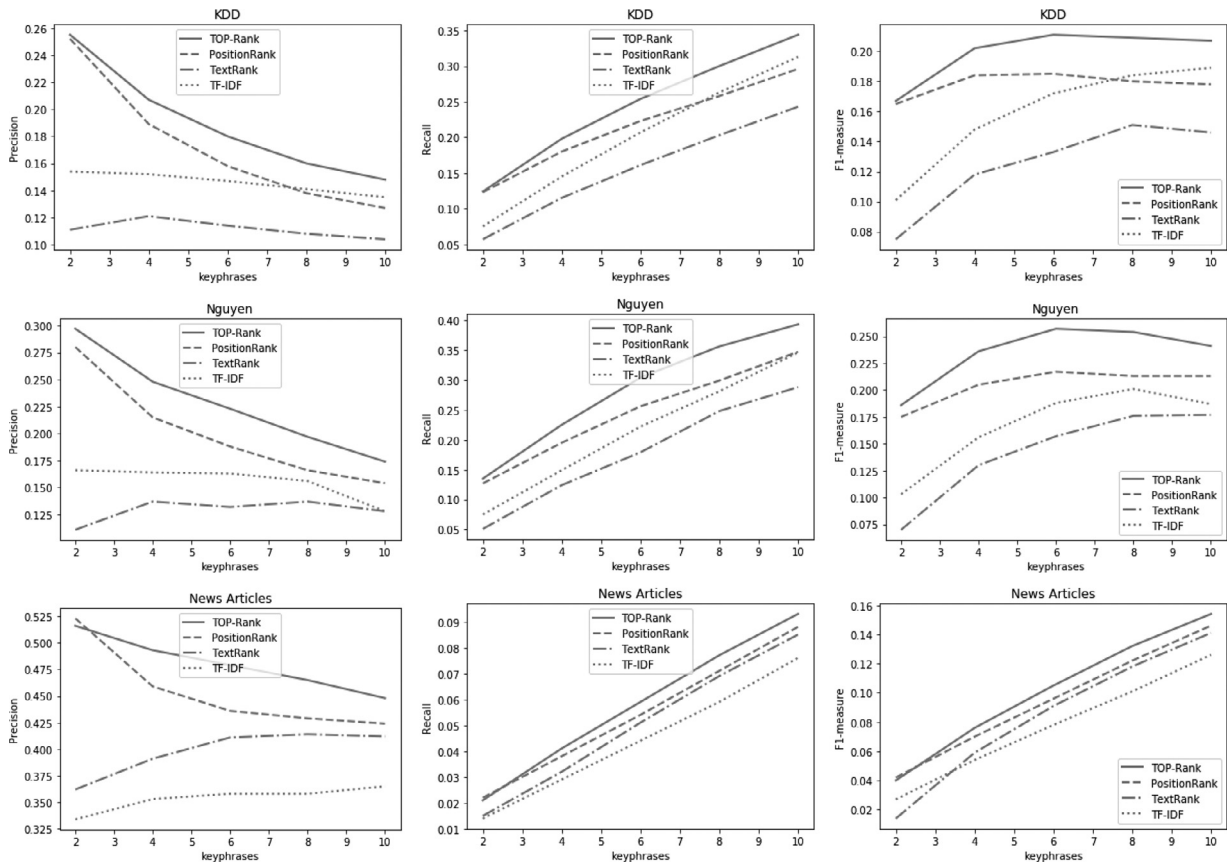 KDD
Precision
0.26
0.24
0.22
0.20
0.18
0.16
0.14
0.12
0.10
TOP-Rank
PositionRank
TextRank
TF-IDF
2 3 4 5 6 7 8 9 10
keyphrases
KDD
Recall
0.35
0.30
0.25
0.20
0.15
0.10
0.05
TOP-Rank
PositionRank
TextRank
TF-IDF
2 3 4 5 6 7 8 9 10
keyphrases
KDD
F1-measure
0.20
0.18
0.16
0.14
0.12
0.10
0.08
TOP-Rank
PositionRank
TextRank
TF-IDF
2 3 4 5 6 7 8 9 10
keyphrases
Nguyen
Precision
0.300
0.275
0.250
0.225
0.200
0.175
0.150
0.125
TOP-Rank
PositionRank
TextRank
TF-IDF
2 3 4 5 6 7 8 9 10
keyphrases
Nguyen
Recall
0.40
0.35
0.30
0.25
0.20
0.15
0.10
0.05
TOP-Rank
PositionRank
TextRank
TF-IDF
2 3 4 5 6 7 8 9 10
keyphrases
Nguyen
F1-measure
0.250
0.225
0.200
0.175
0.150
0.125
0.100
0.075
TOP-Rank
PositionRank
TextRank
TF-IDF
2 3 4 5 6 7 8 9 10
keyphrases
News Articles
Precision
0.525
0.500
0.475
0.450
0.425
0.400
0.375
0.350
0.325
TOP-Rank
PositionRank
TextRank
TF-IDF
2 3 4 5 6 7 8 9 10
keyphrases
News Articles
Recall
0.09
0.08
0.07
0.06
0.05
0.04
0.03
0.02
0.01
TOP-Rank
PositionRank
TextRank
TF-IDF
2 3 4 5 6 7 8 9 10
keyphrases
News Articles
F1-measure
0.16
0.14
0.12
0.10
0.08
0.06
0.04
0.02
TOP-Rank
PositionRank
TextRank
TF-IDF
2 3 4 5 6 7 8 9 10
keyphrases